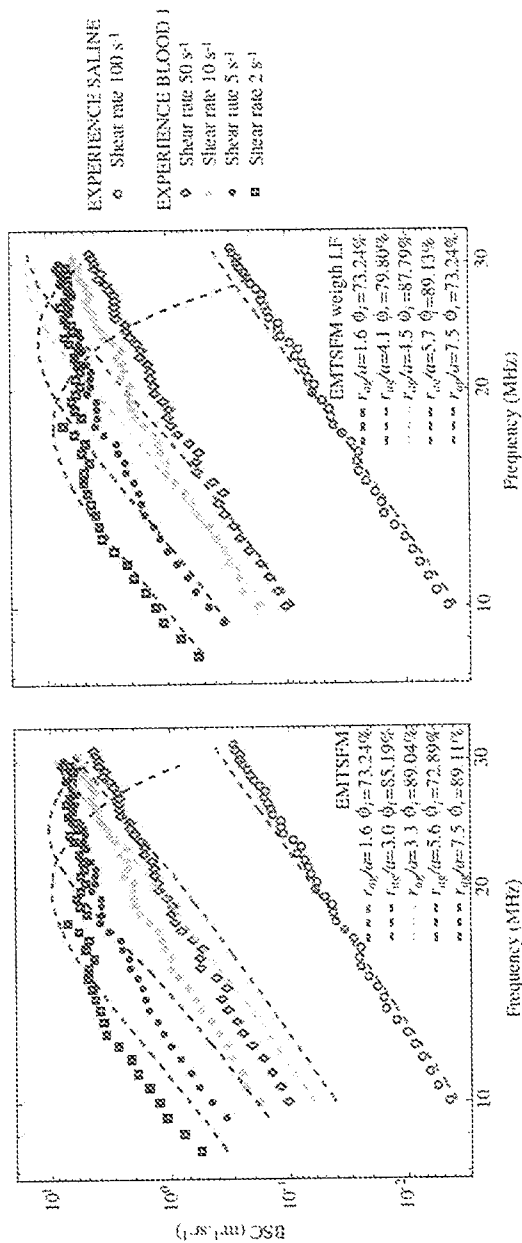 EXPERIENCE SALINE
Shear rate 100 s-1
EXPERIENCE BLOOD 1
Shear rate 50 s-1
Shear rate 10 s-1
Shear rate 5 s-1
Shear rate 2 s-1
BSC (m-1.sr-1)
10¹
10⁰
10-1
10-2
10
20
30
Frequency (MHz)
EMTSFM
r_ag/a=1.6 ϕ_i=73.24%
r_ag/a=3.0 ϕ_i=85.19%
r_ag/a=3.3 ϕ_i=89.04%
r_ag/a=5.6 ϕ_i=72.89%
r_ag/a=7.5 ϕ_i=89.11%
10
20
30
Frequency (MHz)
EMTSFM weigth LF
r_ag/a=1.6 ϕ_i=73.24%
r_ag/a=4.1 ϕ_i=79.80%
r_ag/a=4.5 ϕ_i=87.79%
r_ag/a=5.7 ϕ_i=89.13%
r_ag/a=7.5 ϕ_i=73.24%